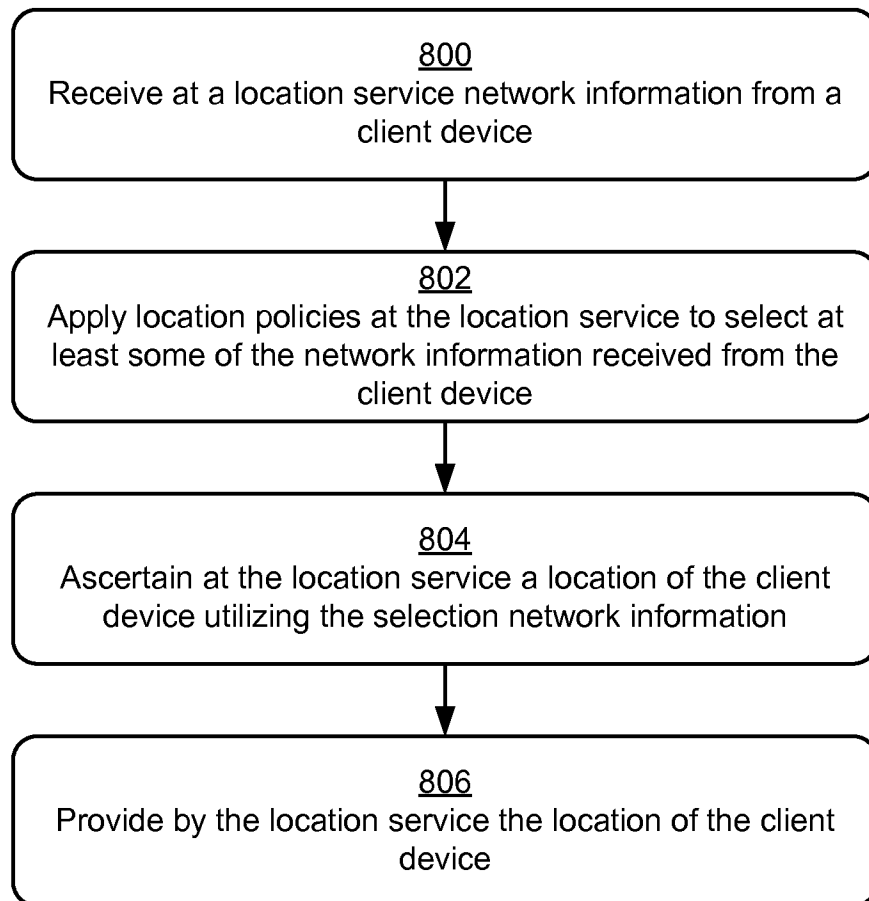 800
Receive at a location service network information from a
client device
802
Apply location policies at the location service to select at
least some of the network information received from the
client device
804
Ascertain at the location service a location of the client
device utilizing the selection network information
806
Provide by the location service the location of the client
device